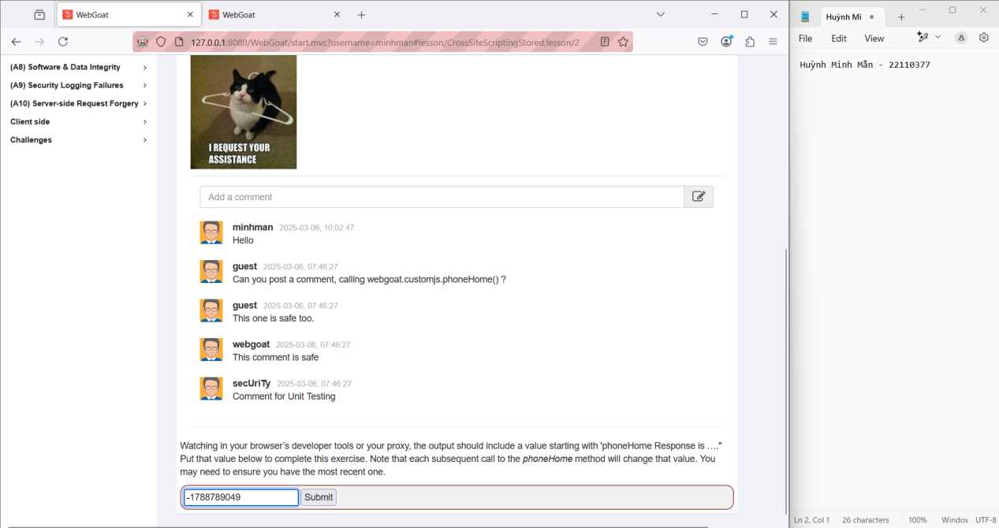 WebGoat
WebGoat
Huỳnh Mi
127.0.0.1:8080/WebGoat/start.mvc?username=minhman#lesson/CrossSiteScriptingStored.lesson/2
File Edit View
(A8) Software & Data Integrity
(A9) Security Logging Failures
(A10) Server-side Request Forgery
Client side
Challenges
I REQUEST YOUR
ASSISTANCE
Add a comment
minhman 2025-03-06, 10:02:47
Hello
guest 2025-03-06, 07:46:27
Can you post a comment, calling webgoat.customjs.phoneHome() ?
guest 2025-03-06, 07:46:27
This one is safe too.
webgoat 2025-03-06, 07:46:27
This comment is safe
secUriTy 2025-03-06, 07:46:27
Comment for Unit Testing
Watching in your browser’s developer tools or your proxy, the output should include a value starting with 'phoneHome Response is …."
Put that value below to complete this exercise. Note that each subsequent call to the phoneHome method will change that value. You
may need to ensure you have the most recent one.
-1788789049 Submit
Huỳnh Minh Mẫn - 22110377
Ln 2, Col 1 26 characters 100% Window UTF-8